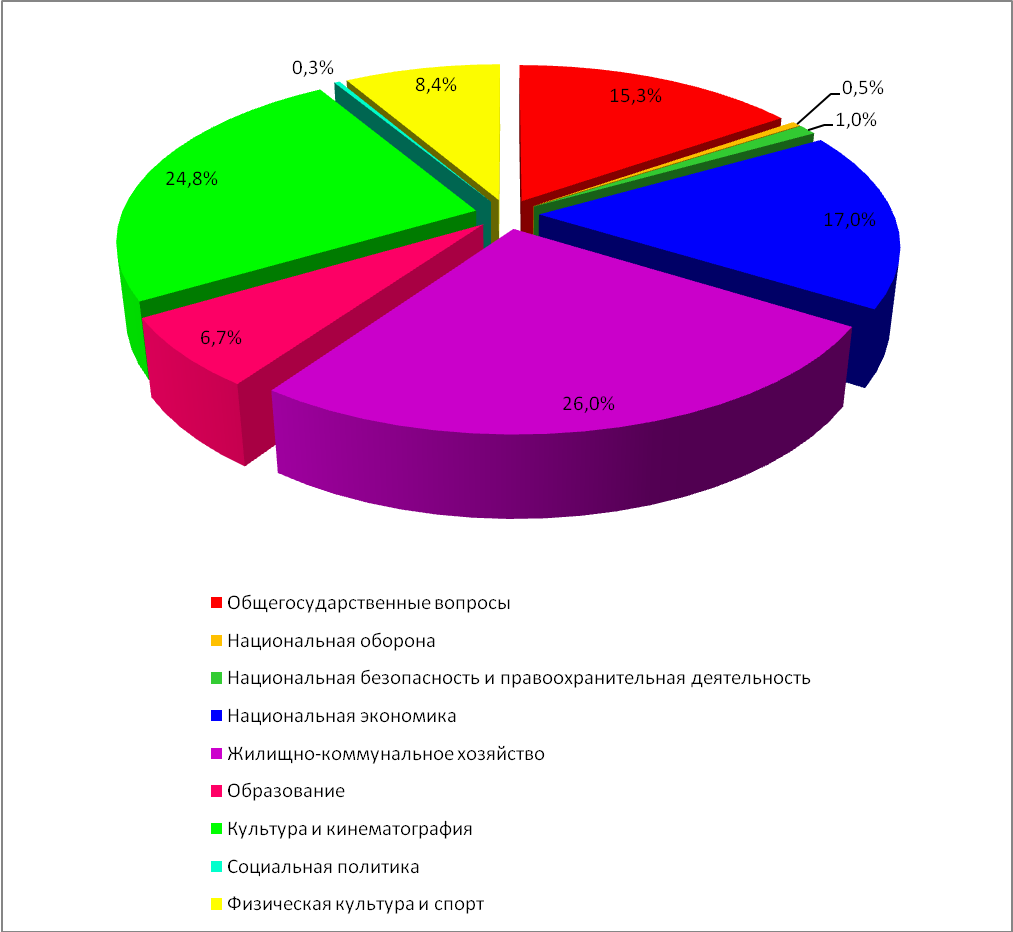 0,3%
8,4%
15,3%
0,5%
1,0%
24,8%
17,0%
6,7%
26,0%
Общегосударственные вопросы
Национальная оборона
Национальная безопасность и правоохранительная деятельность
Национальная экономика
Жилищно-коммунальное хозяйство
Образование
Культура и кинематография
Социальная политика
Физическая культура и спорт